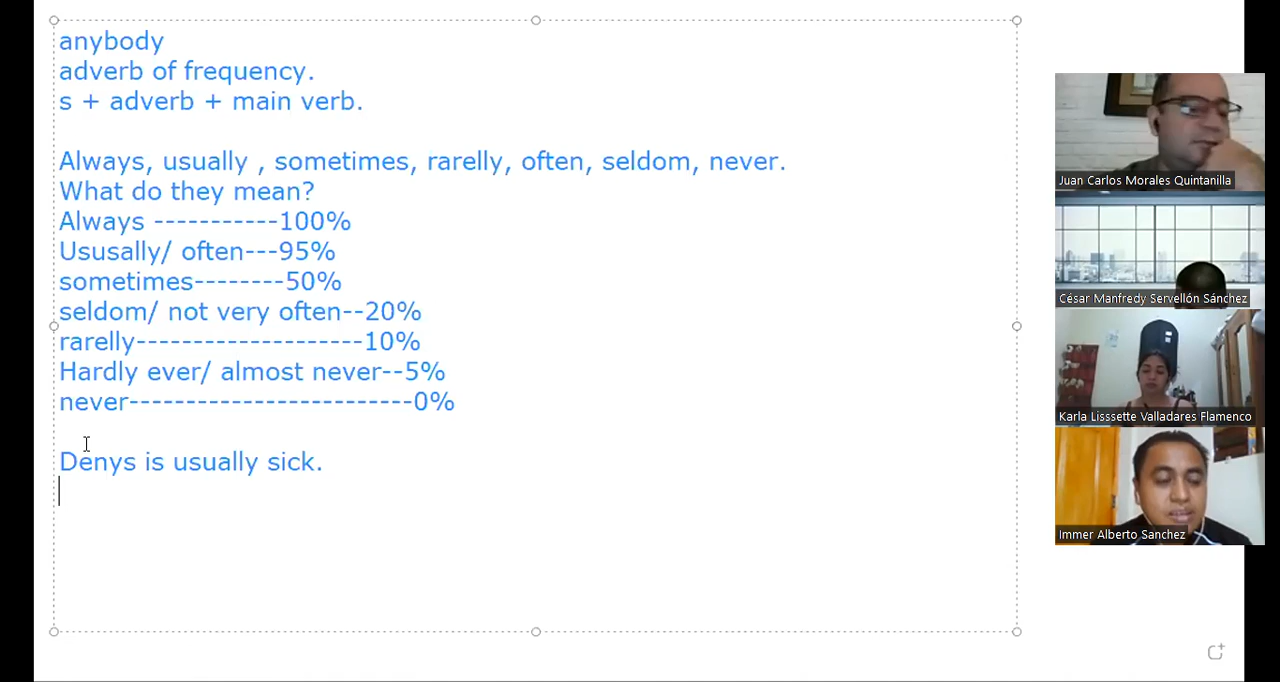 anybody
adverb of frequency.
s + adverb + main verb.
Always, usually , sometimes, rarelly, often, seldom, never.
What do they mean?
Always -----------100%
Ususally/ often---95%
sometimes--------50%
seldom/ not very often--20%
rarelly-------------------10%
Hardly ever/ almost never--5%
never-------------------------0%
Denys is usually sick.
Juan Carlos Morales Quintanilla
César Manfredy Servellón Sánchez
Karla Lisssette Valladares Flamenco
Immer Alberto Sanchez